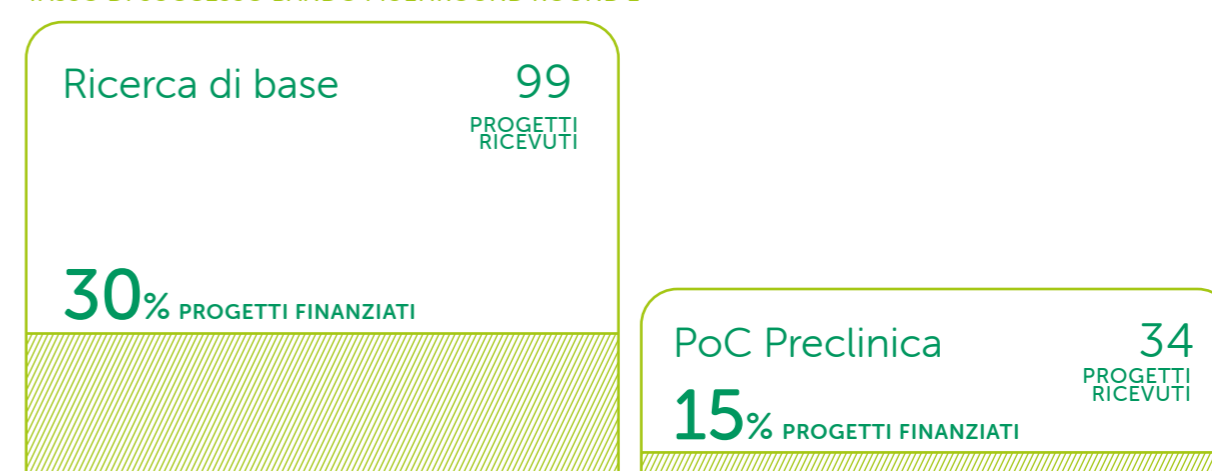 Ricerca di base
99
PROGETTI
RICEVUTI
30% PROGETTI FINANZIATI
PoC Preclinica
34
PROGETTI
RICEVUTI
15% PROGETTI FINANZIATI